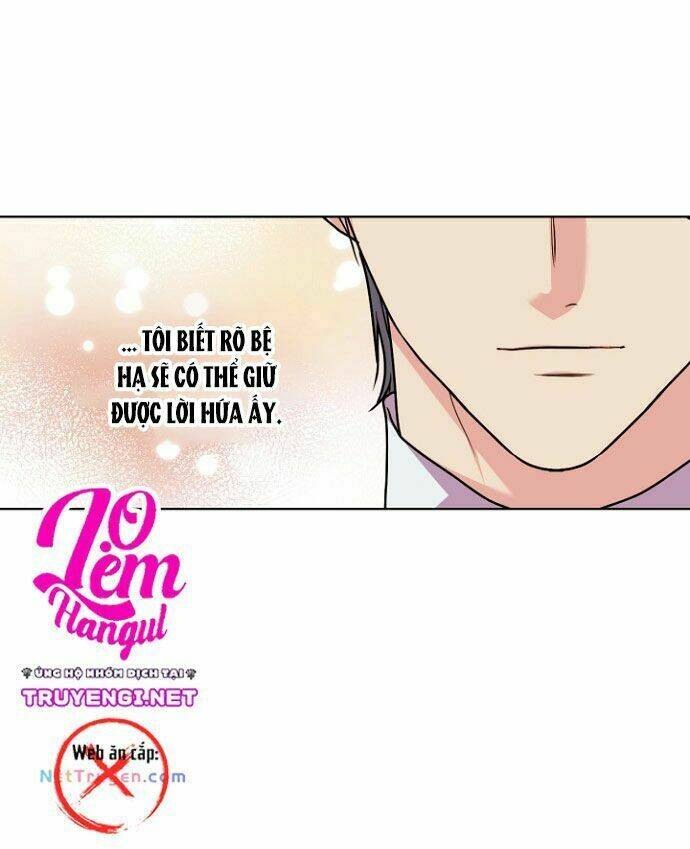 ... TÔI BIẾT RÕ BỆ
HẠ SẼ CÓ THỂ GIỮ
ĐƯỢC LỜI HỨA ẤY.
LO
Lem
Hangul
ỦNG HỘ NHÓM DỊCH TẠI
TRUYENGI.NET
Web ăn cắp:
NetTruyen.com